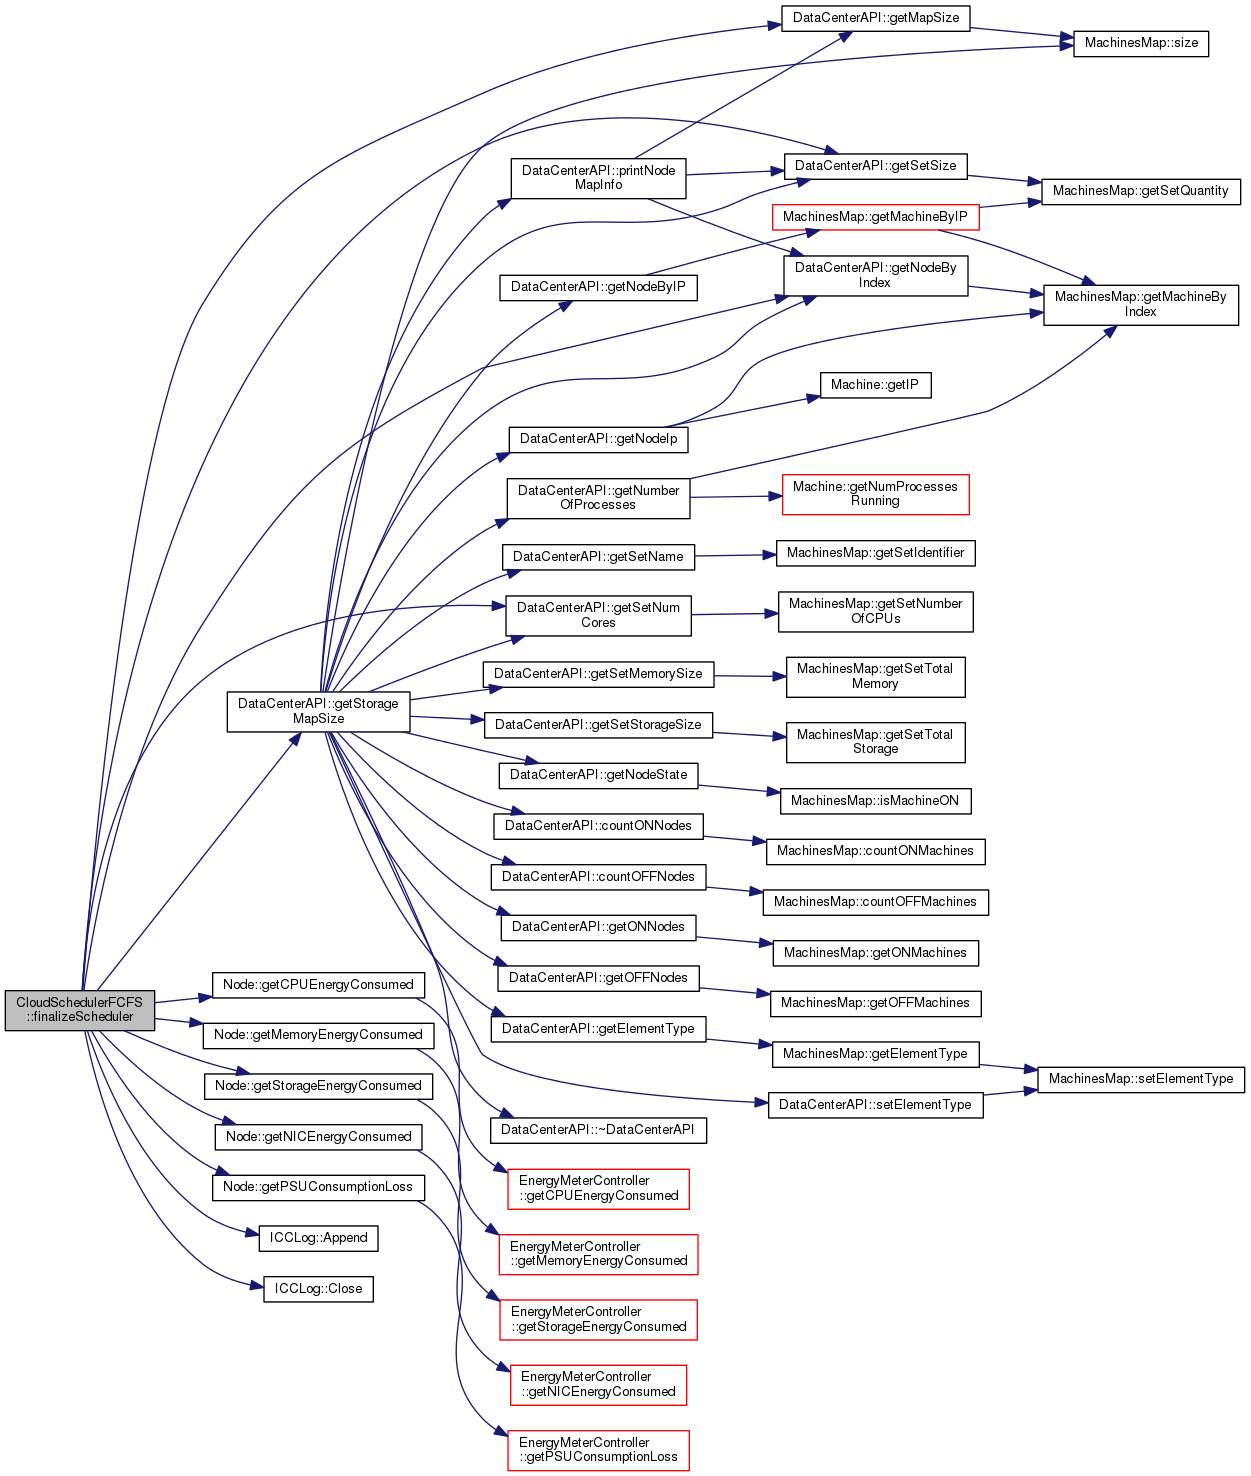 DataCenterAPI::getMapSize
MachinesMap::size
DataCenterAPI::printNode
MapInfo
DataCenterAPI::getSetSize
MachinesMap::getSetQuantity
MachinesMap::getMachineByIP
DataCenterAPI::getNodeBy
Index
DataCenterAPI::getNodeByIP
MachinesMap::getMachineBy
Index
Machine::getIP
DataCenterAPI::getNodeIp
DataCenterAPI::getNumber
OfProcesses
Machine::getNumProcesses
Running
DataCenterAPI::getSetName
MachinesMap::getSetIdentifier
DataCenterAPI::getSetNum
Cores
MachinesMap::getSetNumber
OfCPUs
DataCenterAPI::getSetMemorySize
MachinesMap::getSetTotal
Memory
DataCenterAPI::getStorage
MapSize
DataCenterAPI::getSetStorageSize
MachinesMap::getSetTotal
Storage
DataCenterAPI::getNodeState
MachinesMap::isMachineON
DataCenterAPI::countONNodes
MachinesMap::countONMachines
DataCenterAPI::countOFFNodes
MachinesMap::countOFFMachines
DataCenterAPI::getONNodes
MachinesMap::getONMachines
DataCenterAPI::getOFFNodes
MachinesMap::getOFFMachines
CloudSchedulerFCFS
::finalizeScheduler
Node::getCPUEnergyConsumed
Node::getMemoryEnergyConsumed
DataCenterAPI::getElementType
MachinesMap::getElementType
MachinesMap::setElementType
Node::getStorageEnergyConsumed
DataCenterAPI::setElementType
Node::getNICEnergyConsumed
DataCenterAPI::~DataCenterAPI
Node::getPSUConsumptionLoss
EnergyMeterController
::getCPUEnergyConsumed
ICCLog::Append
EnergyMeterController
::getMemoryEnergyConsumed
ICCLog::Close
EnergyMeterController
::getStorageEnergyConsumed
EnergyMeterController
::getNICEnergyConsumed
EnergyMeterController
::getPSUConsumptionLoss